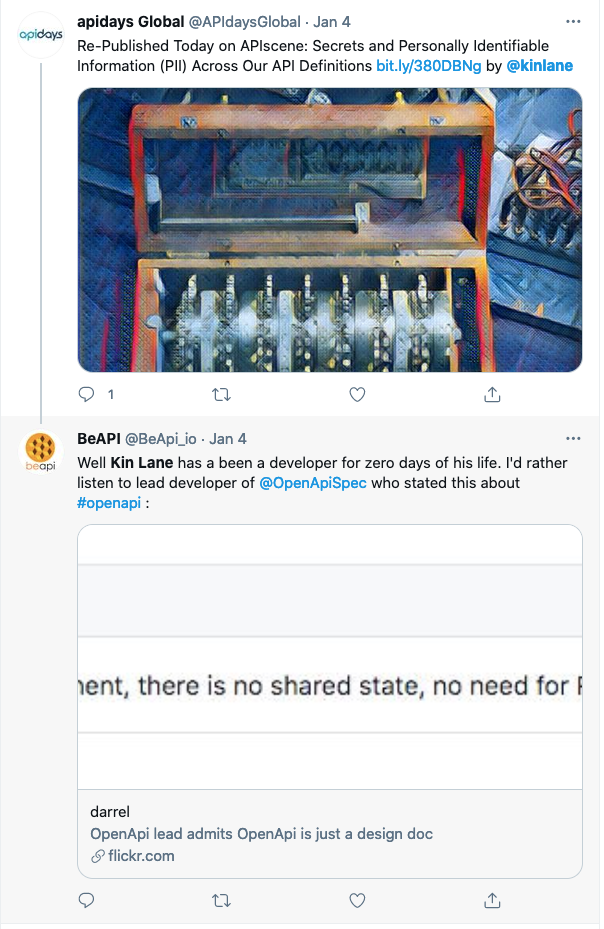 apidays
apidays Global @APIdaysGlobal · Jan 4
Re-Published Today on APIscene: Secrets and Personally Identifiable
Information (PII) Across Our API Definitions bit.ly/380DBNg by @kinlane
1
beapi
BeAPI @BeApi_io · Jan 4
Well Kin Lane has a been a developer for zero days of his life. I'd rather
listen to lead developer of @OpenApiSpec who stated this about
#openapi :
ent, there is no shared state, no need for
darrel
OpenApi lead admits OpenApi is just a design doc
flickr.com